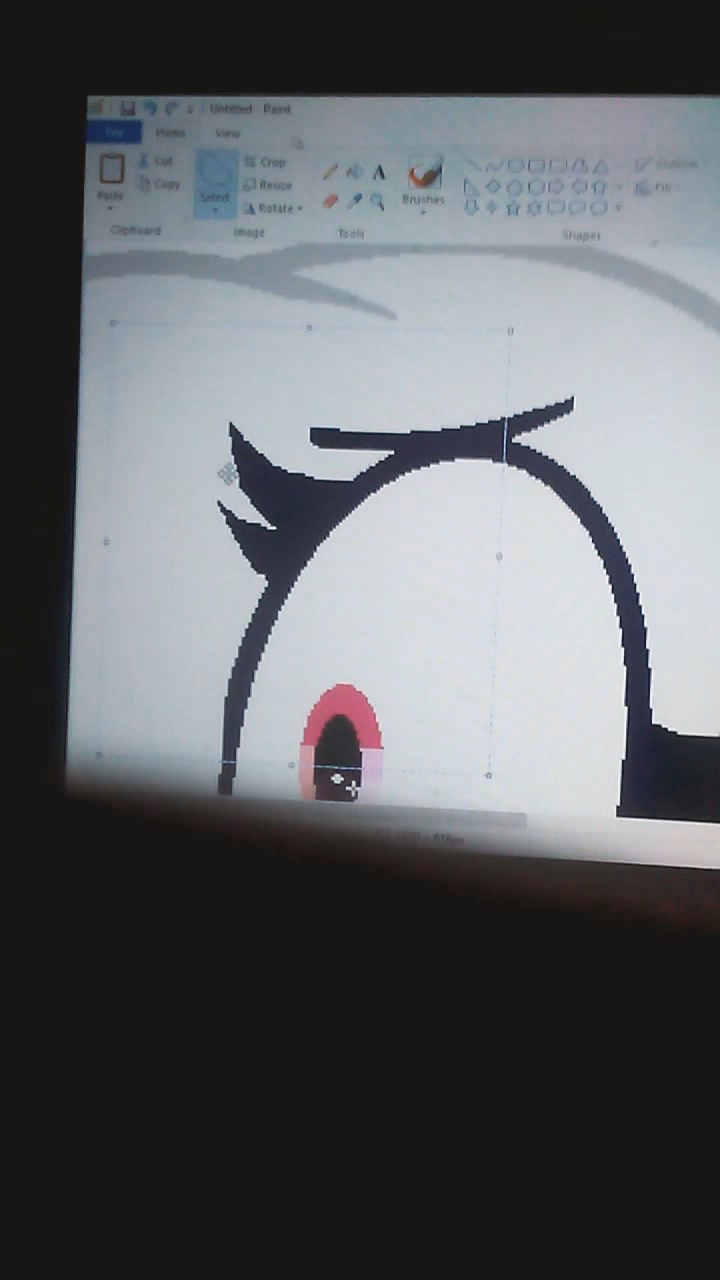 Untitled - Paint
File Home View
Paste
Cut
Copy
Select
Crop
Resize
Rotate
A
Brushes
Clipboard Image Tools Shapes